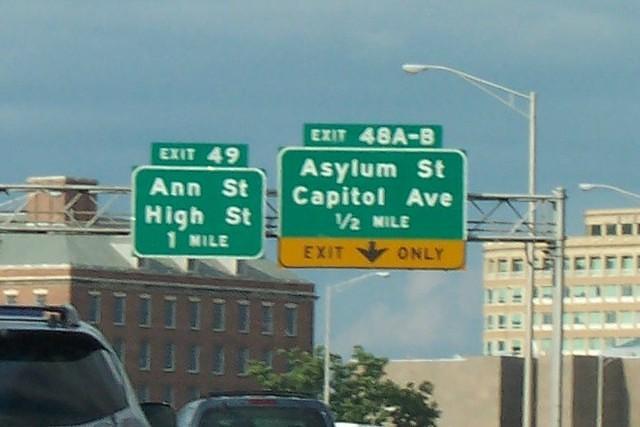 EXIT 49
Ann St
High St
1 MILE
EXIT 48A-B
Asylum St
Capitol Ave
1/2 MILE
EXIT ONLY